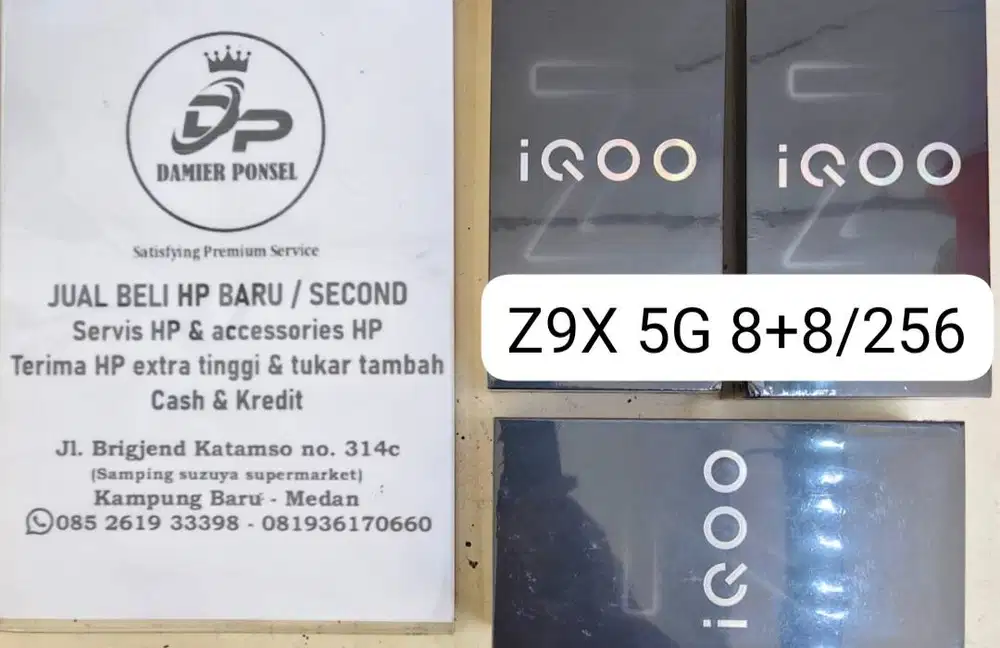 DP
DAMIER PONSEL
Satisfying Premium Service
JUAL BELI HP BARU / SECOND
Servis HP & accessories HP
Terima HP extra tinggi & tukar tambah
Cash & Kredit
Jl. Brigjend Katamso no. 314c
(Samping suzuya supermarket)
Kampung Baru - Medan
085 2619 33398 - 081936170660
iQOO
iQOO
Z9X 5G 8+8/256
iQOO